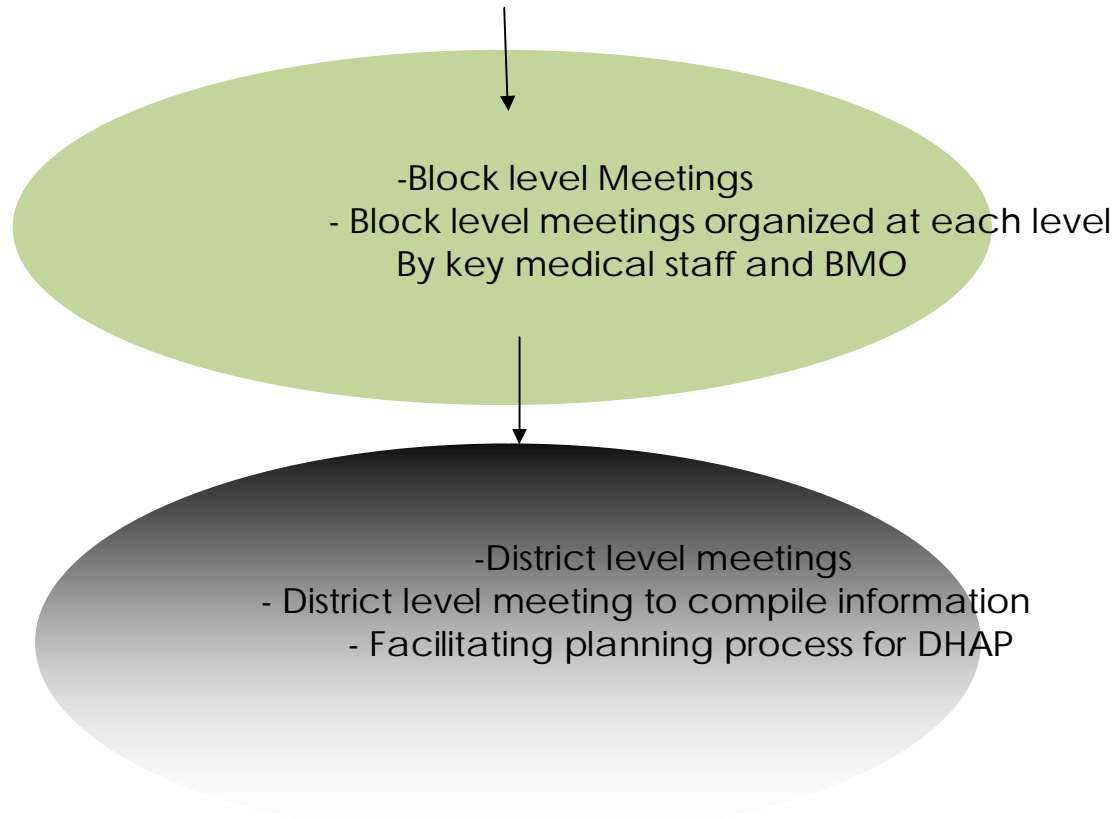 -Block level Meetings
- Block level meetings organized at each level
By key medical staff and BMO
-District level meetings
- District level meeting to compile information
- Facilitating planning process for DHAP